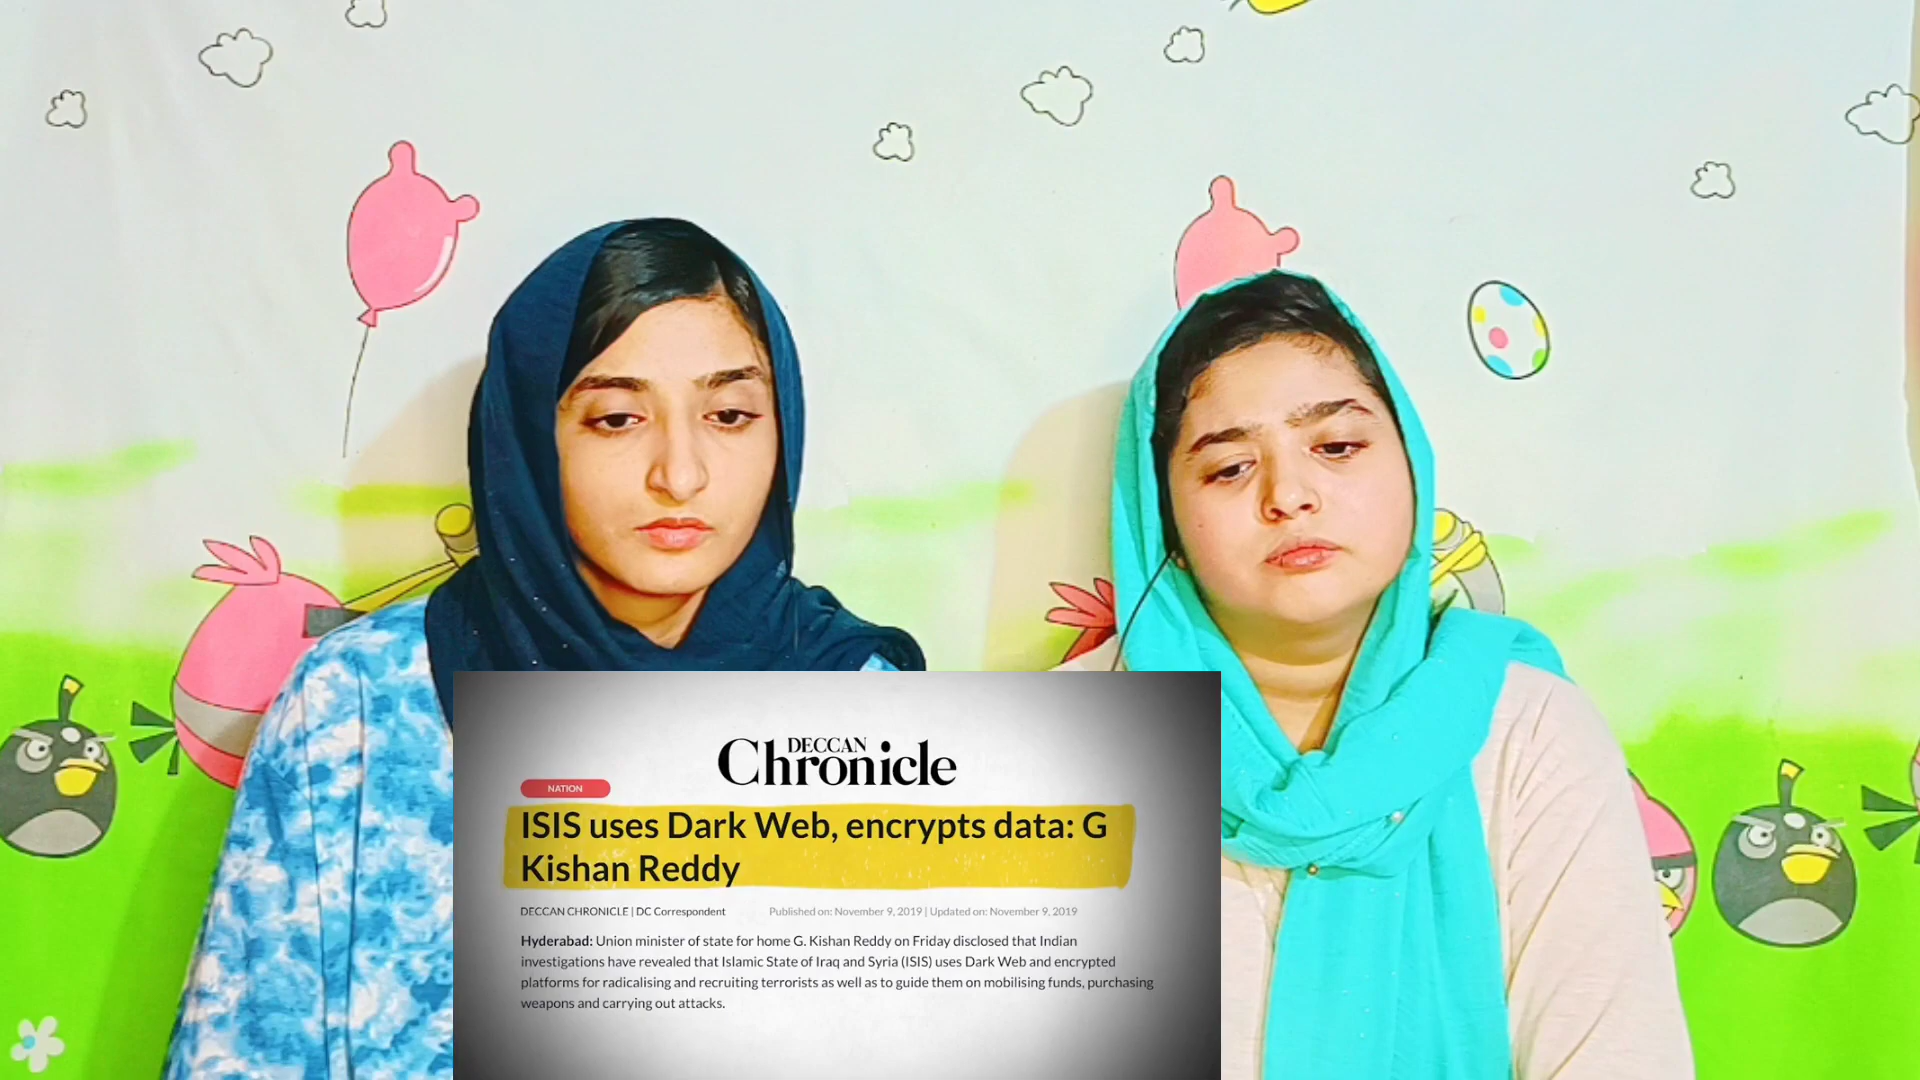 DECCAN
Chronicle
NATION
ISIS uses Dark Web, encrypts data: G
Kishan Reddy
DECCAN CHRONICLE | DC Correspondent Published on: November 9, 2019 | Updated on: November 9, 2019
Hyderabad: Union minister of state for home G. Kishan Reddy on Friday disclosed that Indian
investigations have revealed that Islamic State of Iraq and Syria (ISIS) uses Dark Web and encrypted
platforms for radicalising and recruiting terrorists as well as to guide them on mobilising funds, purchasing
weapons and carrying out attacks.